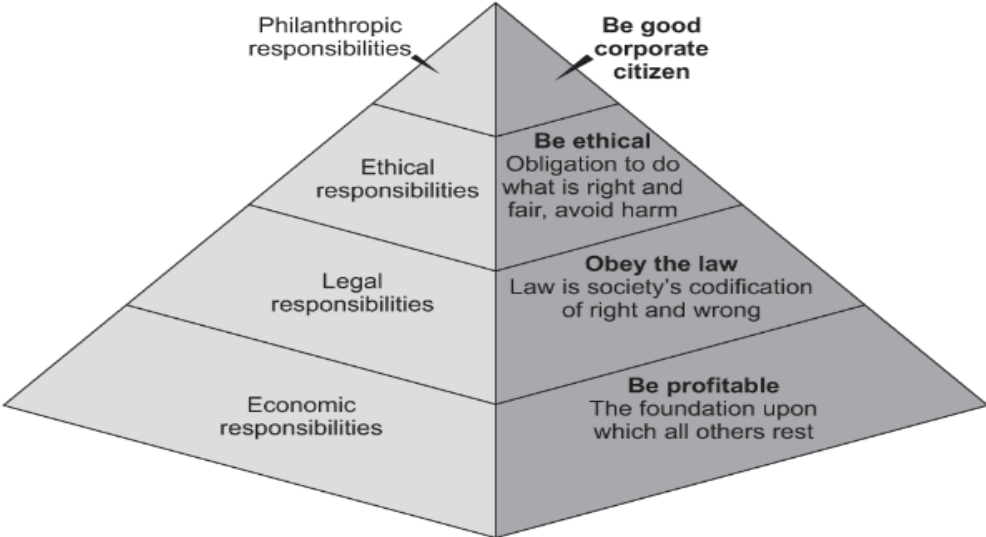 Philanthropic
responsibilities
Be good
corporate
citizen
Ethical
responsibilities
Be ethical
Obligation to do
what is right and
fair, avoid harm
Legal
responsibilities
Obey the law
Law is society's codification
of right and wrong
Economic
responsibilities
Be profitable
The foundation upon
which all others rest